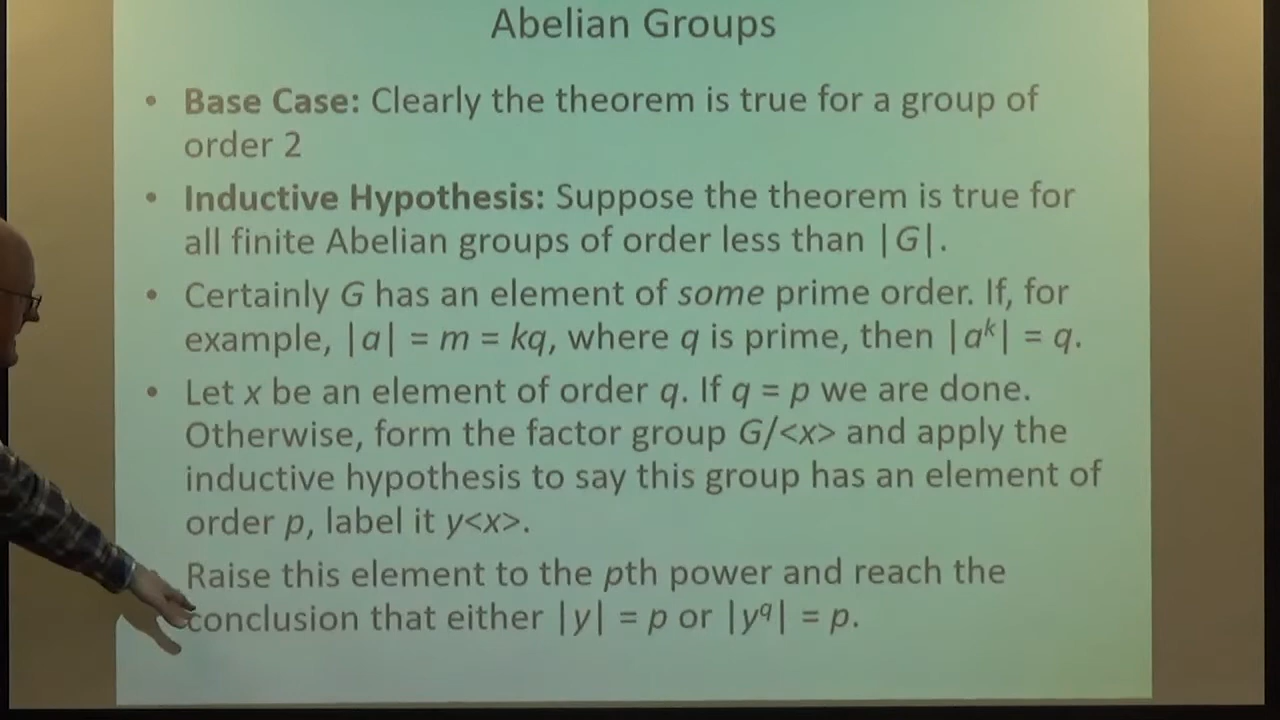 Abelian Groups
• Base Case: Clearly the theorem is true for a group of
order 2
• Inductive Hypothesis: Suppose the theorem is true for
all finite Abelian groups of order less than |G|.
• Certainly G has an element of some prime order. If, for
example, |a| = m = kq, where q is prime, then |aᵏ| = q.
• Let x be an element of order q. If q = p we are done.
Otherwise, form the factor group G/<x> and apply the
inductive hypothesis to say this group has an element of
order p, label it y<x>.
Raise this element to the pth power and reach the
conclusion that either |y| = p or |y^q| = p.